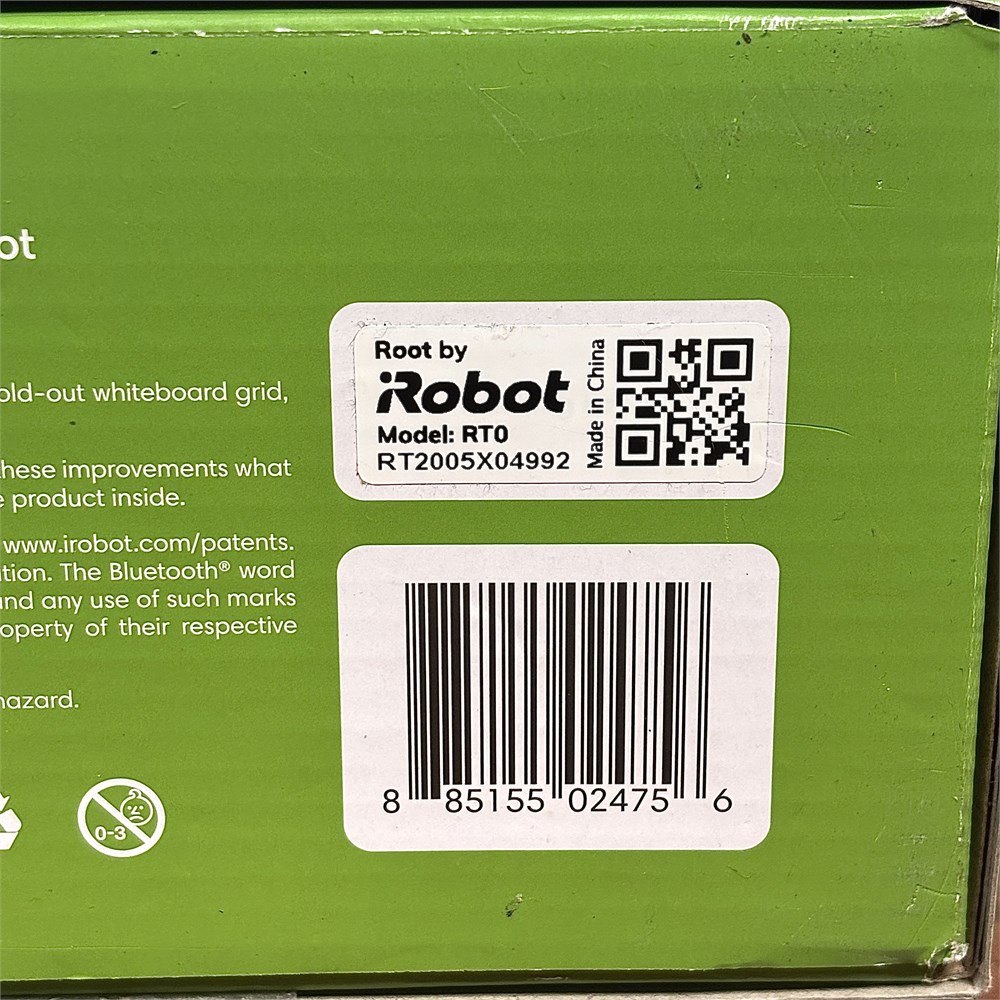 ot
old-out whiteboard grid,
these improvements what
e product inside.
www.irobot.com/patents.
tion. The Bluetooth® word
and any use of such marks
operty of their respective
hazard.
0-3
Root by
iRobot
Model: RT0
RT2005X04992
Made in China
8 85155 02475 6